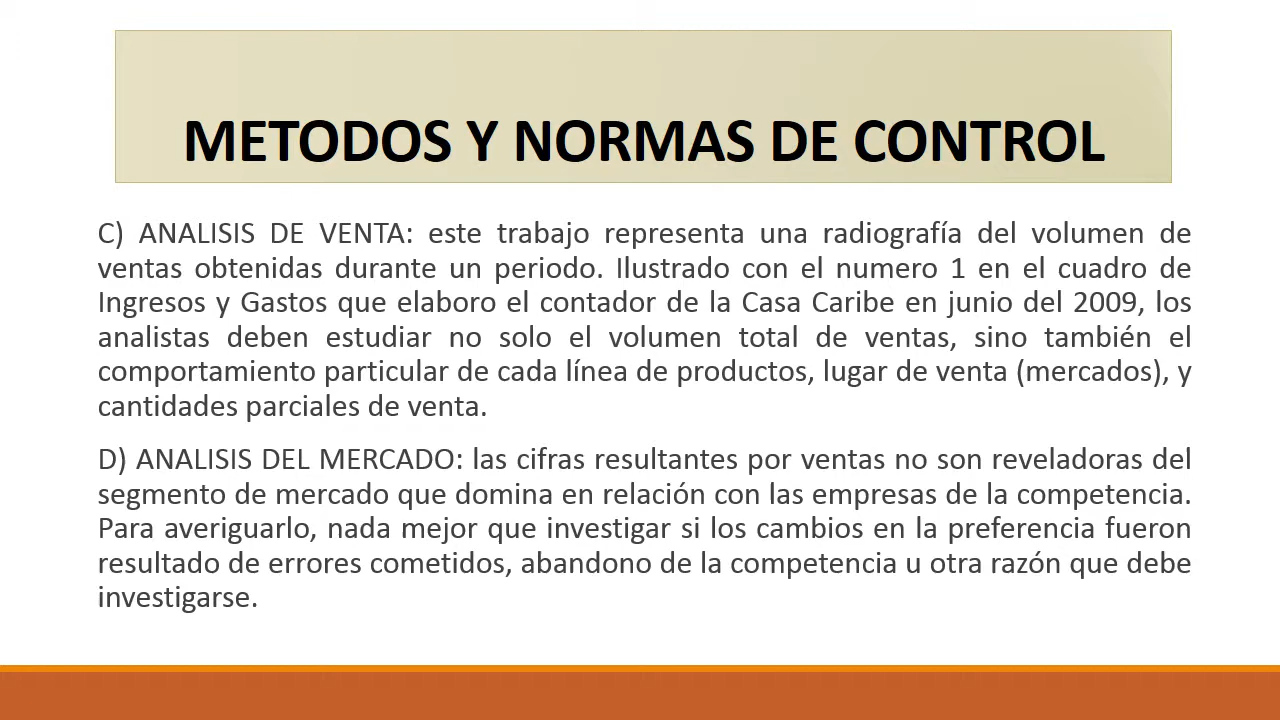 METODOS Y NORMAS DE CONTROL
C) ANALISIS DE VENTA: este trabajo representa una radiografía del volumen de
ventas obtenidas durante un periodo. Ilustrado con el numero 1 en el cuadro de
Ingresos y Gastos que elaboro el contador de la Casa Caribe en junio del 2009, los
analistas deben estudiar no solo el volumen total de ventas, sino también el
comportamiento particular de cada línea de productos, lugar de venta (mercados), y
cantidades parciales de venta.
D) ANALISIS DEL MERCADO: las cifras resultantes por ventas no son reveladoras del
segmento de mercado que domina en relación con las empresas de la competencia.
Para averiguarlo, nada mejor que investigar si los cambios en la preferencia fueron
resultado de errores cometidos, abandono de la competencia u otra razón que debe
investigarse.